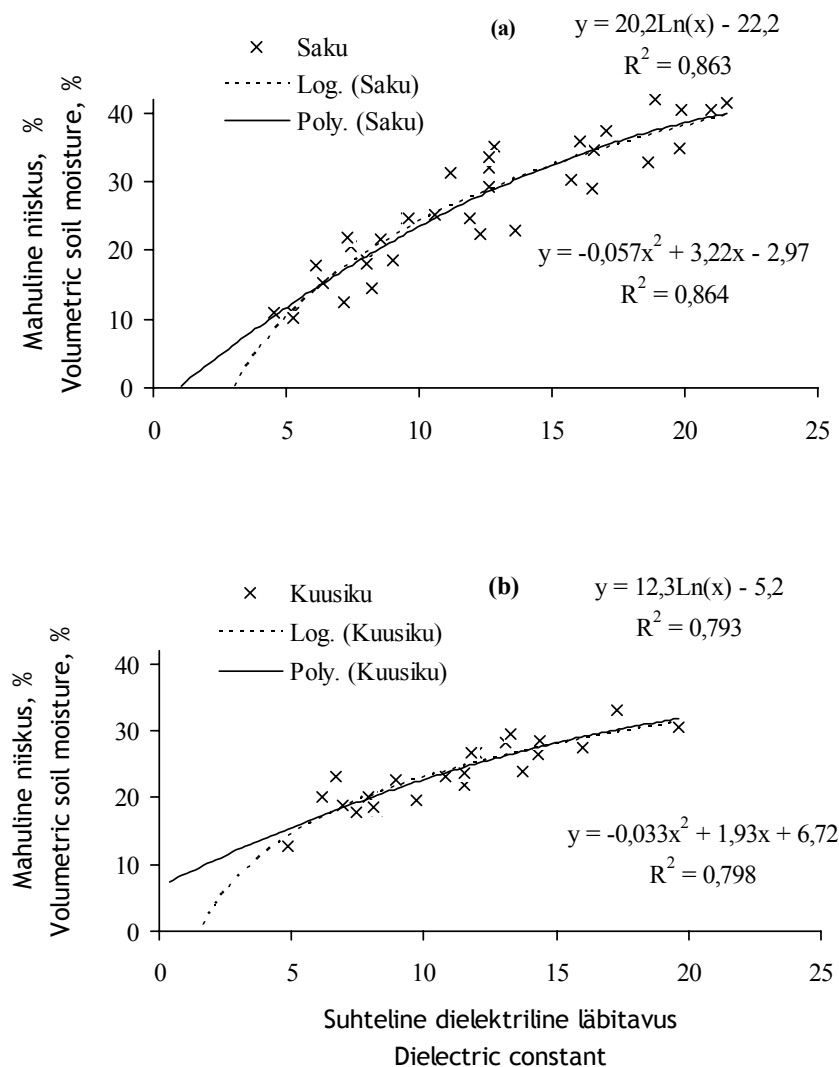 (a)
y = 20,2Ln(x) - 22,2
R² = 0,863
Saku
Log. (Saku)
Poly. (Saku)
Mahuline niiskus, %
Volumetric soil moisture, %
40
30
20
10
0
y = -0,057x² + 3,22x - 2,97
R² = 0,864
0 5 10 15 20 25
(b)
y = 12,3Ln(x) - 5,2
R² = 0,793
Kuusiku
Log. (Kuusiku)
Poly. (Kuusiku)
Mahuline niiskus, %
Volumetric soil moisture, %
40
30
20
10
0
y = -0,033x² + 1,93x + 6,72
R² = 0,798
0 5 10 15 20 25
Suhteline dielektriline läbitavus
Dielectric constant